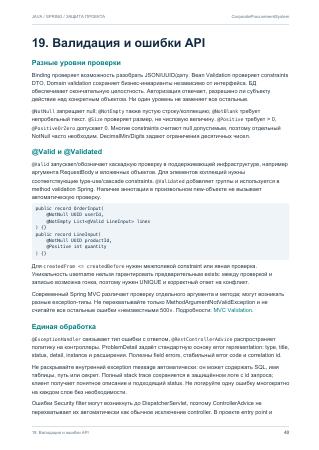 JAVA / SPRING / ЗАЩИТА ПРОЕКТА CorporateProcurementSystem
19. Валидация и ошибки API
Разные уровни проверки
Binding проверяет возможность разобрать JSON/UUID/дату. Bean Validation проверяет constraints
DTO. Domain validation сохраняет бизнес-инварианты независимо от интерфейса. БД
обеспечивает окончательную целостность. Авторизация отвечает, разрешено ли субъекту
действие над конкретным объектом. Ни один уровень не заменяет все остальные.
@NotNull запрещает null; @NotEmpty также пустую строку/коллекцию; @NotBlank требует
непробельный текст. @Size проверяет размер, не числовую величину. @Positive требует > 0,
@PositiveOrZero допускает 0. Многие constraints считают null допустимым, поэтому отдельный
NotNull часто необходим. DecimalMin/Digits задают ограничения десятичных чисел.
@Valid и @Validated
@Valid запускает/обозначает каскадную проверку в поддерживающей инфраструктуре, например
аргумента RequestBody и вложенных объектов. Для элементов коллекций нужны
соответствующие type-use/cascade constraints. @Validated добавляет группы и используется в
method validation Spring. Наличие аннотации в произвольном new-объекте не вызывает
автоматическую проверку.
public record OrderInput(
@NotNull UUID userId,
@NotEmpty List<@Valid LineInput> lines
) {}
public record LineInput(
@NotNull UUID productId,
@Positive int quantity
) {}
Для createdFrom <= createdBefore нужен межполевой constraint или явная проверка.
Уникальность username нельзя гарантировать предварительным exists: между проверкой и
записью возможна гонка, поэтому нужен UNIQUE и корректный ответ на конфликт.
Современный Spring MVC различает проверку отдельного аргумента и метода; могут возникать
разные exception-типы. Не перехватывайте только MethodArgumentNotValidException и не
считайте все остальные ошибки «неизвестными 500». Подробности: MVC Validation.
Единая обработка
@ExceptionHandler связывает тип ошибки с ответом, @RestControllerAdvice распространяет
политику на контроллеры. ProblemDetail задаёт стандартную основу error representation: type, title,
status, detail, instance и расширения. Полезны field errors, стабильный error code и correlation id.
Не раскрывайте внутренний exception message автоматически: он может содержать SQL, имя
таблицы, путь или секрет. Полный stack trace сохраняется в защищённом логе с id запроса;
клиент получает понятное описание и подходящий status. Не логируйте одну ошибку многократно
на каждом слое без необходимости.
Ошибки Security filter могут возникнуть до DispatcherServlet, поэтому ControllerAdvice не
перехватывает их автоматически как обычное исключение controller. В проекте entry point и
19. Валидация и ошибки API 48